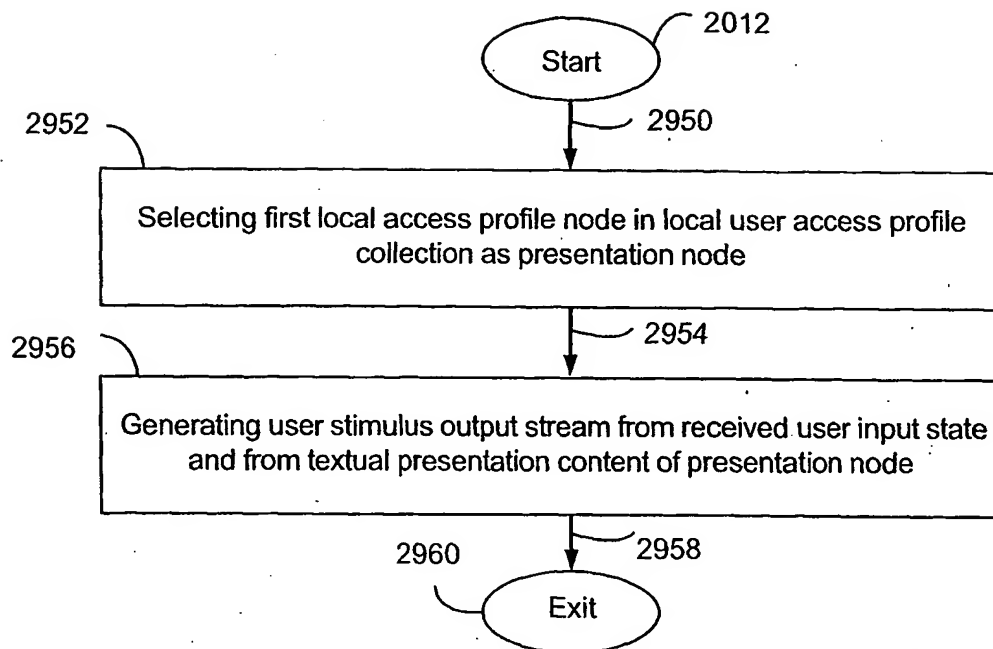 2012
Start
2950
2952
Selecting first local access profile node in local user access profile
collection as presentation node
2954
2956
Generating user stimulus output stream from received user input state
and from textual presentation content of presentation node
2958
2960
Exit